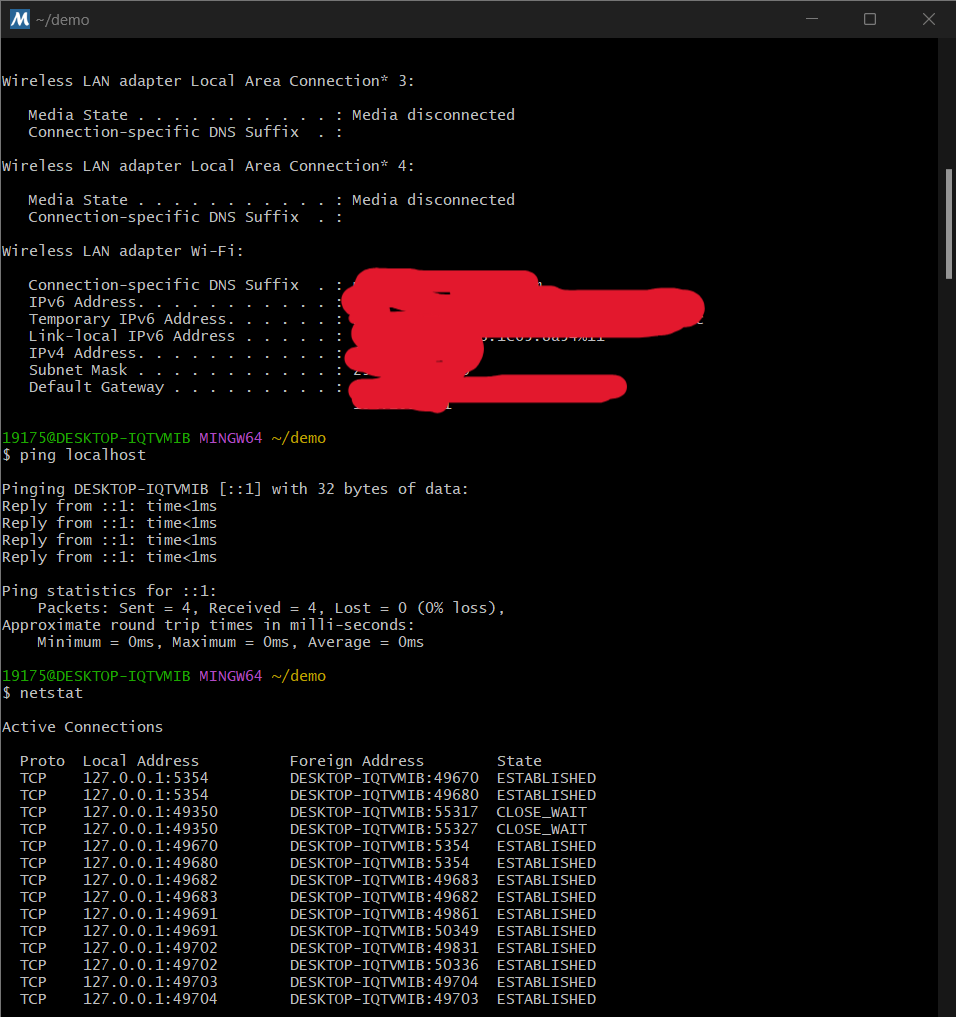 ~/demo
Wireless LAN adapter Local Area Connection* 3:
Media State . . . . . . . . . . . : Media disconnected
Connection-specific DNS Suffix  . :
Wireless LAN adapter Local Area Connection* 4:
Media State . . . . . . . . . . . : Media disconnected
Connection-specific DNS Suffix  . :
Wireless LAN adapter Wi-Fi:
Connection-specific DNS Suffix  . :
IPv6 Address. . . . . . . . . . . :
Temporary IPv6 Address. . . . . . :
Link-local IPv6 Address . . . . . :
IPv4 Address. . . . . . . . . . . :
Subnet Mask . . . . . . . . . . . :
Default Gateway . . . . . . . . . :
19175@DESKTOP-IQTVMIB MINGW64 ~/demo
$ ping localhost
Pinging DESKTOP-IQTVMIB [::1] with 32 bytes of data:
Reply from ::1: time<1ms
Reply from ::1: time<1ms
Reply from ::1: time<1ms
Reply from ::1: time<1ms
Ping statistics for ::1:
Packets: Sent = 4, Received = 4, Lost = 0 (0% loss),
Approximate round trip times in milli-seconds:
Minimum = 0ms, Maximum = 0ms, Average = 0ms
19175@DESKTOP-IQTVMIB MINGW64 ~/demo
$ netstat
Active Connections
Proto  Local Address          Foreign Address        State
TCP    127.0.0.1:5354         DESKTOP-IQTVMIB:49670  ESTABLISHED
TCP    127.0.0.1:5354         DESKTOP-IQTVMIB:49680  ESTABLISHED
TCP    127.0.0.1:49350        DESKTOP-IQTVMIB:55317  CLOSE_WAIT
TCP    127.0.0.1:49350        DESKTOP-IQTVMIB:55327  CLOSE_WAIT
TCP    127.0.0.1:49670        DESKTOP-IQTVMIB:5354   ESTABLISHED
TCP    127.0.0.1:49680        DESKTOP-IQTVMIB:5354   ESTABLISHED
TCP    127.0.0.1:49682        DESKTOP-IQTVMIB:49683  ESTABLISHED
TCP    127.0.0.1:49683        DESKTOP-IQTVMIB:49682  ESTABLISHED
TCP    127.0.0.1:49691        DESKTOP-IQTVMIB:49861  ESTABLISHED
TCP    127.0.0.1:49691        DESKTOP-IQTVMIB:50349  ESTABLISHED
TCP    127.0.0.1:49702        DESKTOP-IQTVMIB:49831  ESTABLISHED
TCP    127.0.0.1:49702        DESKTOP-IQTVMIB:50336  ESTABLISHED
TCP    127.0.0.1:49703        DESKTOP-IQTVMIB:49704  ESTABLISHED
TCP    127.0.0.1:49704        DESKTOP-IQTVMIB:49703  ESTABLISHED